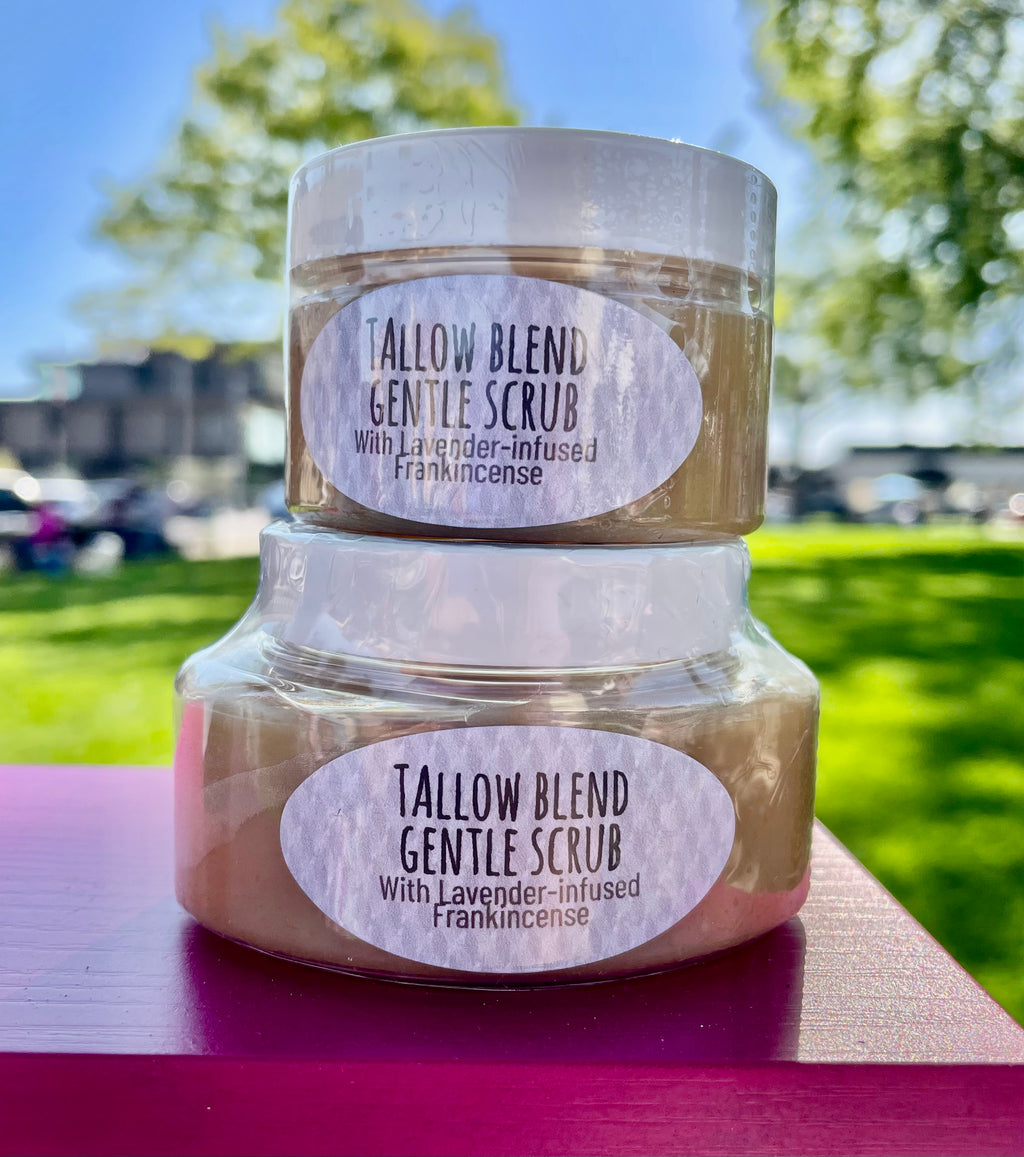 TALLOW BLEND
GENTLE SCRUB
With Lavender-infused
Frankincense
TALLOW BLEND
GENTLE SCRUB
With Lavender-infused
Frankincense